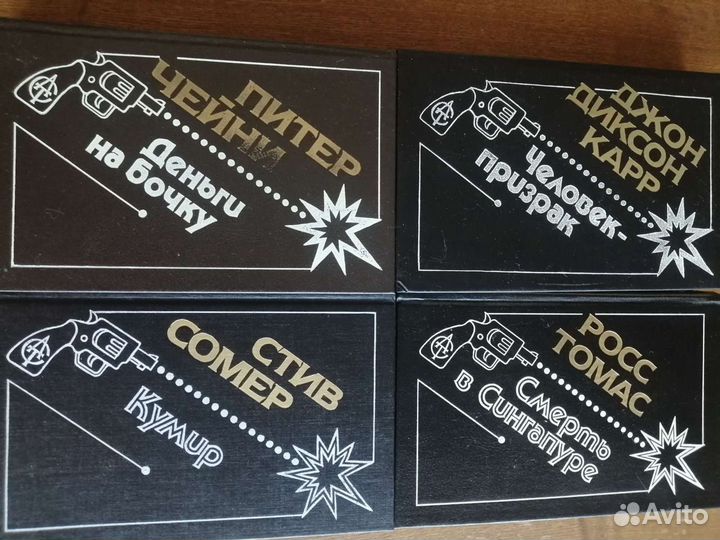 ПИТЕР
ЧЕЙНИ
Деньги
на бочку
ДЖОН
ДИКСОН
КАРР
Человек-
призрак
СТИВ
СОМЕР
Кумир
РОСС
ТОМАС
Смерть
в Сингапуре
Avito